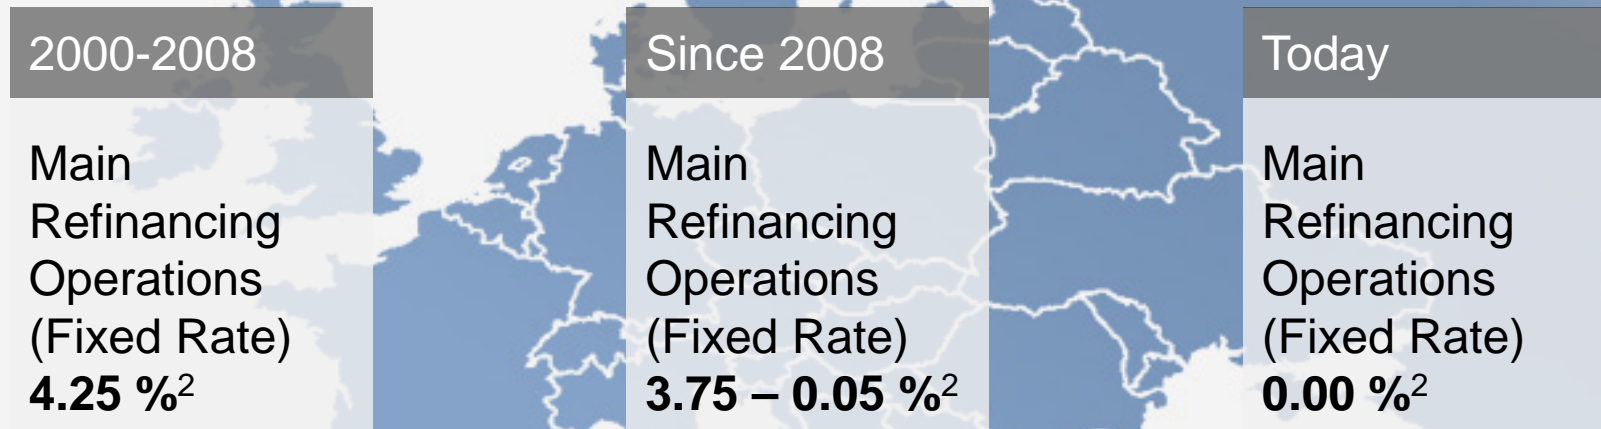 2000-2008
Main
Refinancing
Operations
(Fixed Rate)
4.25 %²
Since 2008
Main
Refinancing
Operations
(Fixed Rate)
3.75 – 0.05 %²
Today
Main
Refinancing
Operations
(Fixed Rate)
0.00 %²